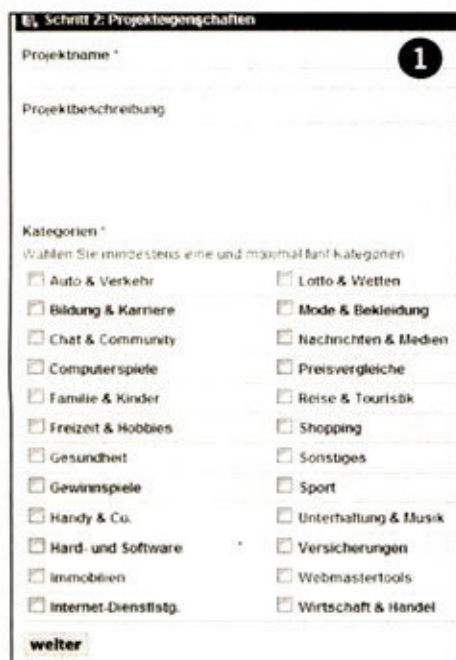 Schritt 2: Projekteigenschaften
Projektname *
1
Projektbeschreibung
Kategorien *
Wählen Sie mindestens eine und maximal fünf Kategorien
Auto & Verkehr
Bildung & Karriere
Chat & Community
Computerspiele
Familie & Kinder
Freizeit & Hobbies
Gesundheit
Gewinnspiele
Handy & Co.
Hard- und Software
Immobilien
Internet-Dienstlstg.
Lotto & Wetten
Mode & Bekleidung
Nachrichten & Medien
Preisvergleiche
Reise & Touristik
Shopping
Sonstiges
Sport
Unterhaltung & Musik
Versicherungen
Webmastertools
Wirtschaft & Handel
weiter